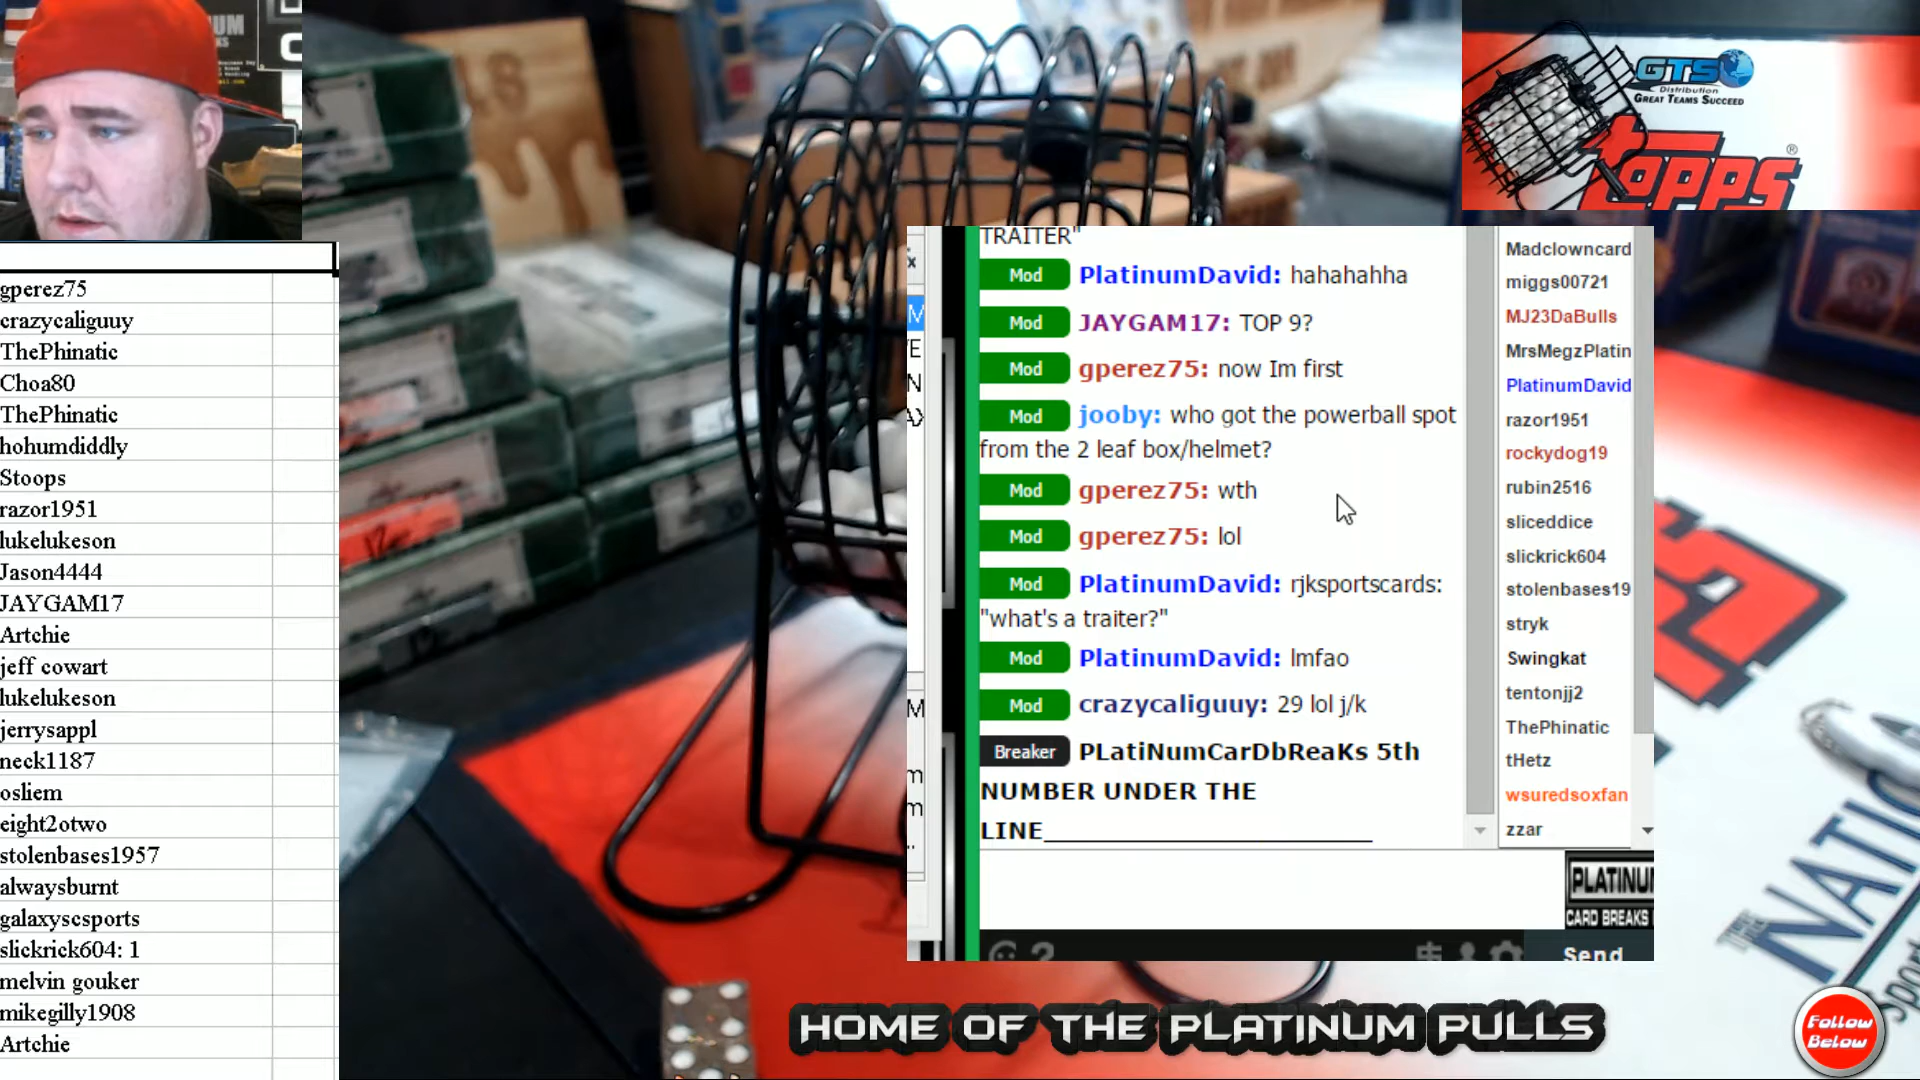 GTS
Distribution
GREAT TEAMS SUCCEED
TOPPS
®
gperez75
crazycaliguuy
ThePhinatic
Choa80
ThePhinatic
hohumdiddly
Stoops
razor1951
lukelukeson
Jason4444
JAYGAM17
Artchie
jeff cowart
lukelukeson
jerrysappl
neck1187
osliem
eight2otwo
stolenbases1957
alwaysburnt
galaxyscsports
slickrick604: 1
melvin gouker
mikegilly1908
Artchie
TRAITER"
Mod PlatinumDavid: hahahahha
Mod JAYGAM17: TOP 9?
Mod gperez75: now Im first
Mod jooby: who got the powerball spot
from the 2 leaf box/helmet?
Mod gperez75: wth
Mod gperez75: lol
Mod PlatinumDavid: rjksportscards:
"what's a traiter?"
Mod PlatinumDavid: lmfao
Mod crazycaliguuy: 29 lol j/k
Breaker PLatiNumCarDbReaKs 5th
NUMBER UNDER THE
LINE__________________________
Madclowncard
miggs00721
MJ23DaBulls
MrsMegzPlatin
PlatinumDavid
razor1951
rockydog19
rubin2516
sliceddice
slickrick604
stolenbases19
stryk
Swingkat
tentonjj2
ThePhinatic
tHetz
wsuredsoxfan
zzar
PLATINU
CARD BREAKS
Send
THE
NATIO
Sport
HOME OF THE PLATINUM PULLS
Follow
Below